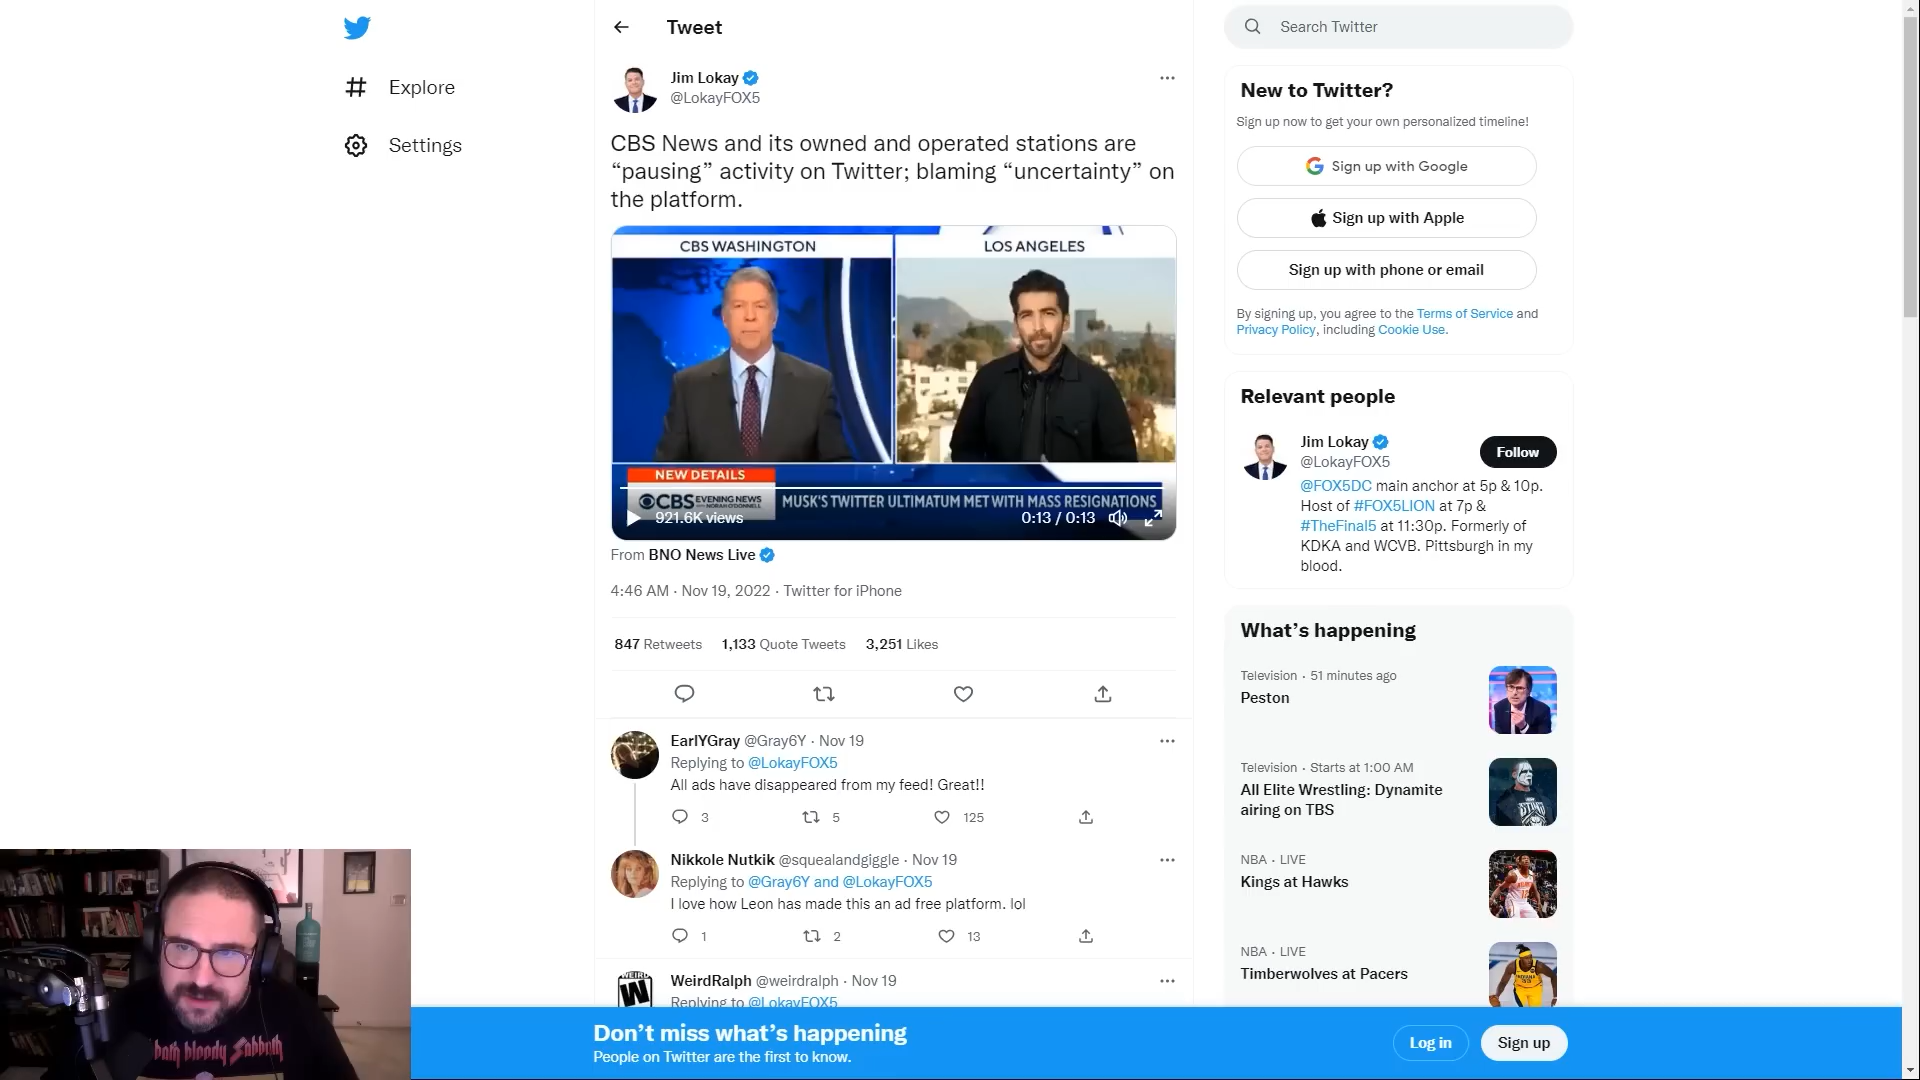 Explore
Settings
Tweet
Jim Lokay
@LokayFOX5
CBS News and its owned and operated stations are
“pausing” activity on Twitter; blaming “uncertainty” on
the platform.
CBS WASHINGTON
LOS ANGELES
NEW DETAILS
CBS EVENING NEWS
MUSK'S TWITTER ULTIMATUM MET WITH MASS RESIGNATIONS
921.6K views
0:13 / 0:13
From BNO News Live
4:46 AM · Nov 19, 2022 · Twitter for iPhone
847 Retweets 1,133 Quote Tweets 3,251 Likes
EarlYGray @Gray6Y · Nov 19
Replying to @LokayFOX5
All ads have disappeared from my feed! Great!!
3 5 125
Nikkole Nutkik @squealandgiggle · Nov 19
Replying to @Gray6Y and @LokayFOX5
I love how Leon has made this an ad free platform. lol
1 2 13
WEIRD
W
WeirdRalph @weirdralph · Nov 19
Replying to @LokayFOX5
Search Twitter
New to Twitter?
Sign up now to get your own personalized timeline!
Sign up with Google
Sign up with Apple
Sign up with phone or email
By signing up, you agree to the Terms of Service and
Privacy Policy, including Cookie Use.
Relevant people
Jim Lokay
@LokayFOX5
Follow
@FOX5DC main anchor at 5p & 10p.
Host of #FOX5LION at 7p &
#TheFinal5 at 11:30p. Formerly of
KDKA and WCVB. Pittsburgh in my
blood.
What’s happening
Television · 51 minutes ago
Peston
Television · Starts at 1:00 AM
All Elite Wrestling: Dynamite
airing on TBS
NBA · LIVE
Kings at Hawks
NBA · LIVE
Timberwolves at Pacers
Don’t miss what’s happening
People on Twitter are the first to know.
Log in
Sign up
bloody Sabbath